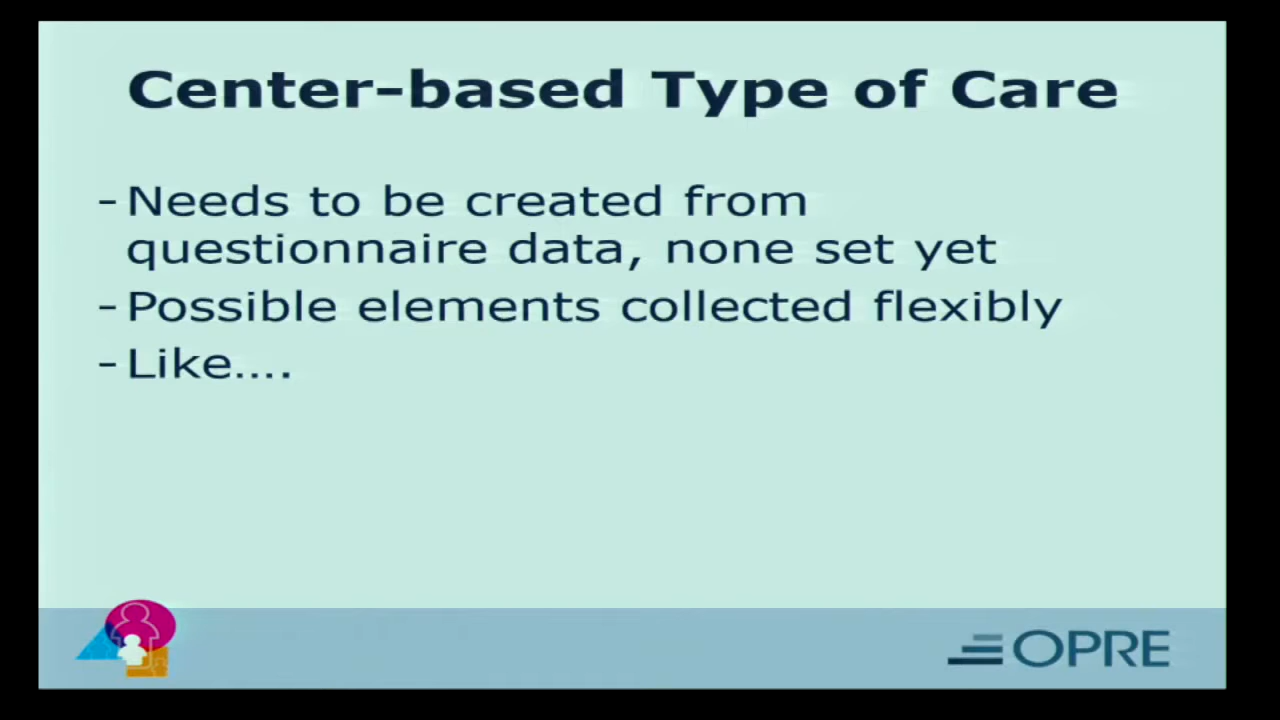 Center-based Type of Care
- Needs to be created from
questionnaire data, none set yet
- Possible elements collected flexibly
- Like....
OPRE